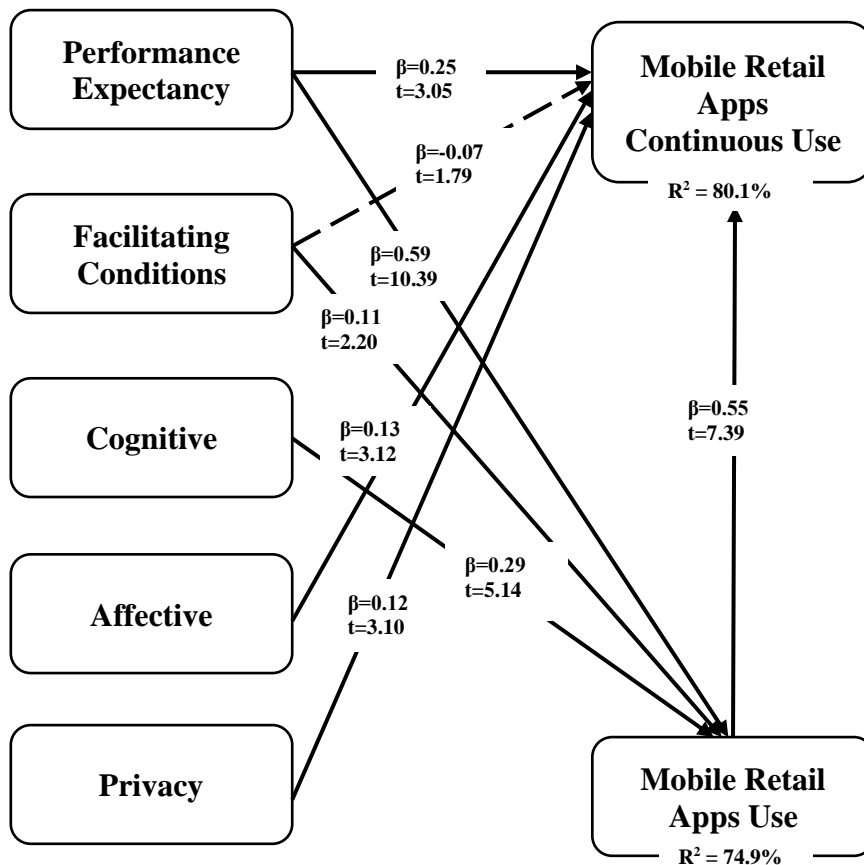 Performance
Expectancy
β=0.25
t=3.05
Mobile Retail
Apps
Continuous Use
R² = 80.1%
β=-0.07
t=1.79
Facilitating
Conditions
β=0.59
t=10.39
β=0.11
t=2.20
Cognitive
β=0.13
t=3.12
β=0.55
t=7.39
β=0.29
t=5.14
Affective
β=0.12
t=3.10
Privacy
Mobile Retail
Apps Use
R² = 74.9%